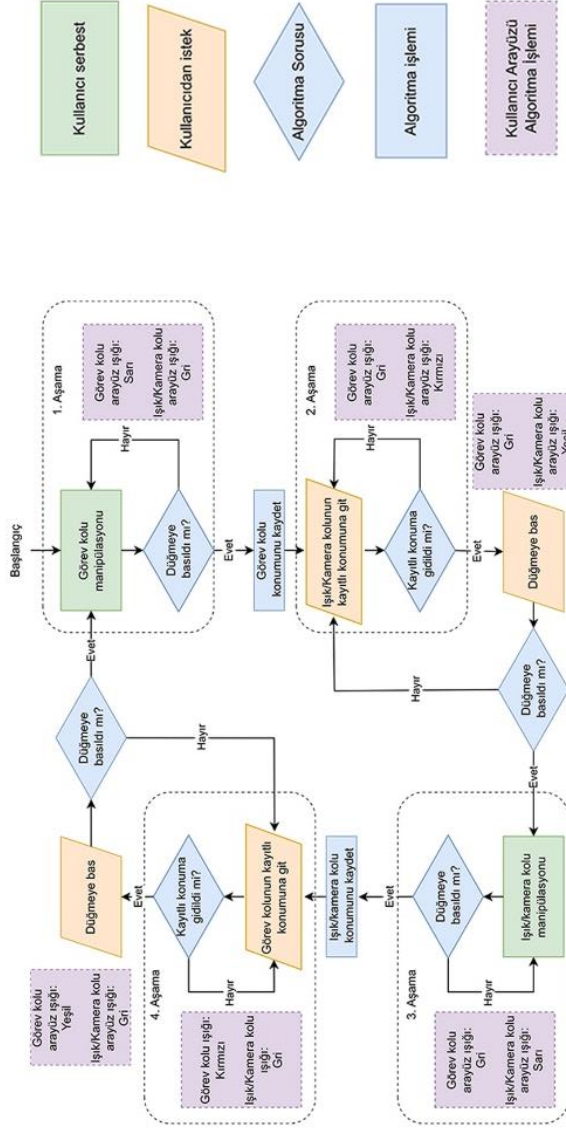 Başlangıç
1. Aşama
Görev kolu
manipülasyonu
Hayır
Görev kolu
arayüz ışığı:
Sarı
Işık/Kamera kolu
arayüz ışığı:
Gri
Düğmeye
basıldı mı?
Evet
Görev kolu
konumunu kaydet
2. Aşama
Işık/Kamera kolunun
kayıtlı konumuna git
Hayır
Görev kolu
arayüz ışığı:
Gri
Işık/Kamera kolu
arayüz ışığı:
Kırmızı
Kayıtlı konuma
gidildi mi?
Evet
Görev kolu
arayüz ışığı:
Gri
Işık/Kamera kolu
arayüz ışığı:
Yeşil
Düğmeye bas
Düğmeye
basıldı mı?
Hayır
Evet
3. Aşama
Işık/kamera kolu
manipülasyonu
Düğmeye
basıldı mı?
Hayır
Görev kolu
arayüz ışığı:
Gri
Işık/Kamera kolu
arayüz ışığı:
Sarı
Evet
Işık/kamera kolu
konumunu kaydet
4. Aşama
Görev kolunun kayıtlı
konumuna git
Kayıtlı konuma
gidildi mi?
Hayır
Görev kolu ışığı:
Kırmızı
Işık/Kamera kolu
ışığı:
Gri
Evet
Düğmeye bas
Görev kolu
arayüz ışığı:
Yeşil
Işık/Kamera kolu
arayüz ışığı:
Gri
Düğmeye
basıldı mı?
Hayır
Evet
Kullanıcı serbest
Kullanıcıdan istek
Algoritma Sorusu
Algoritma işlemi
Kullanıcı Arayüzü
Algoritma İşlemi